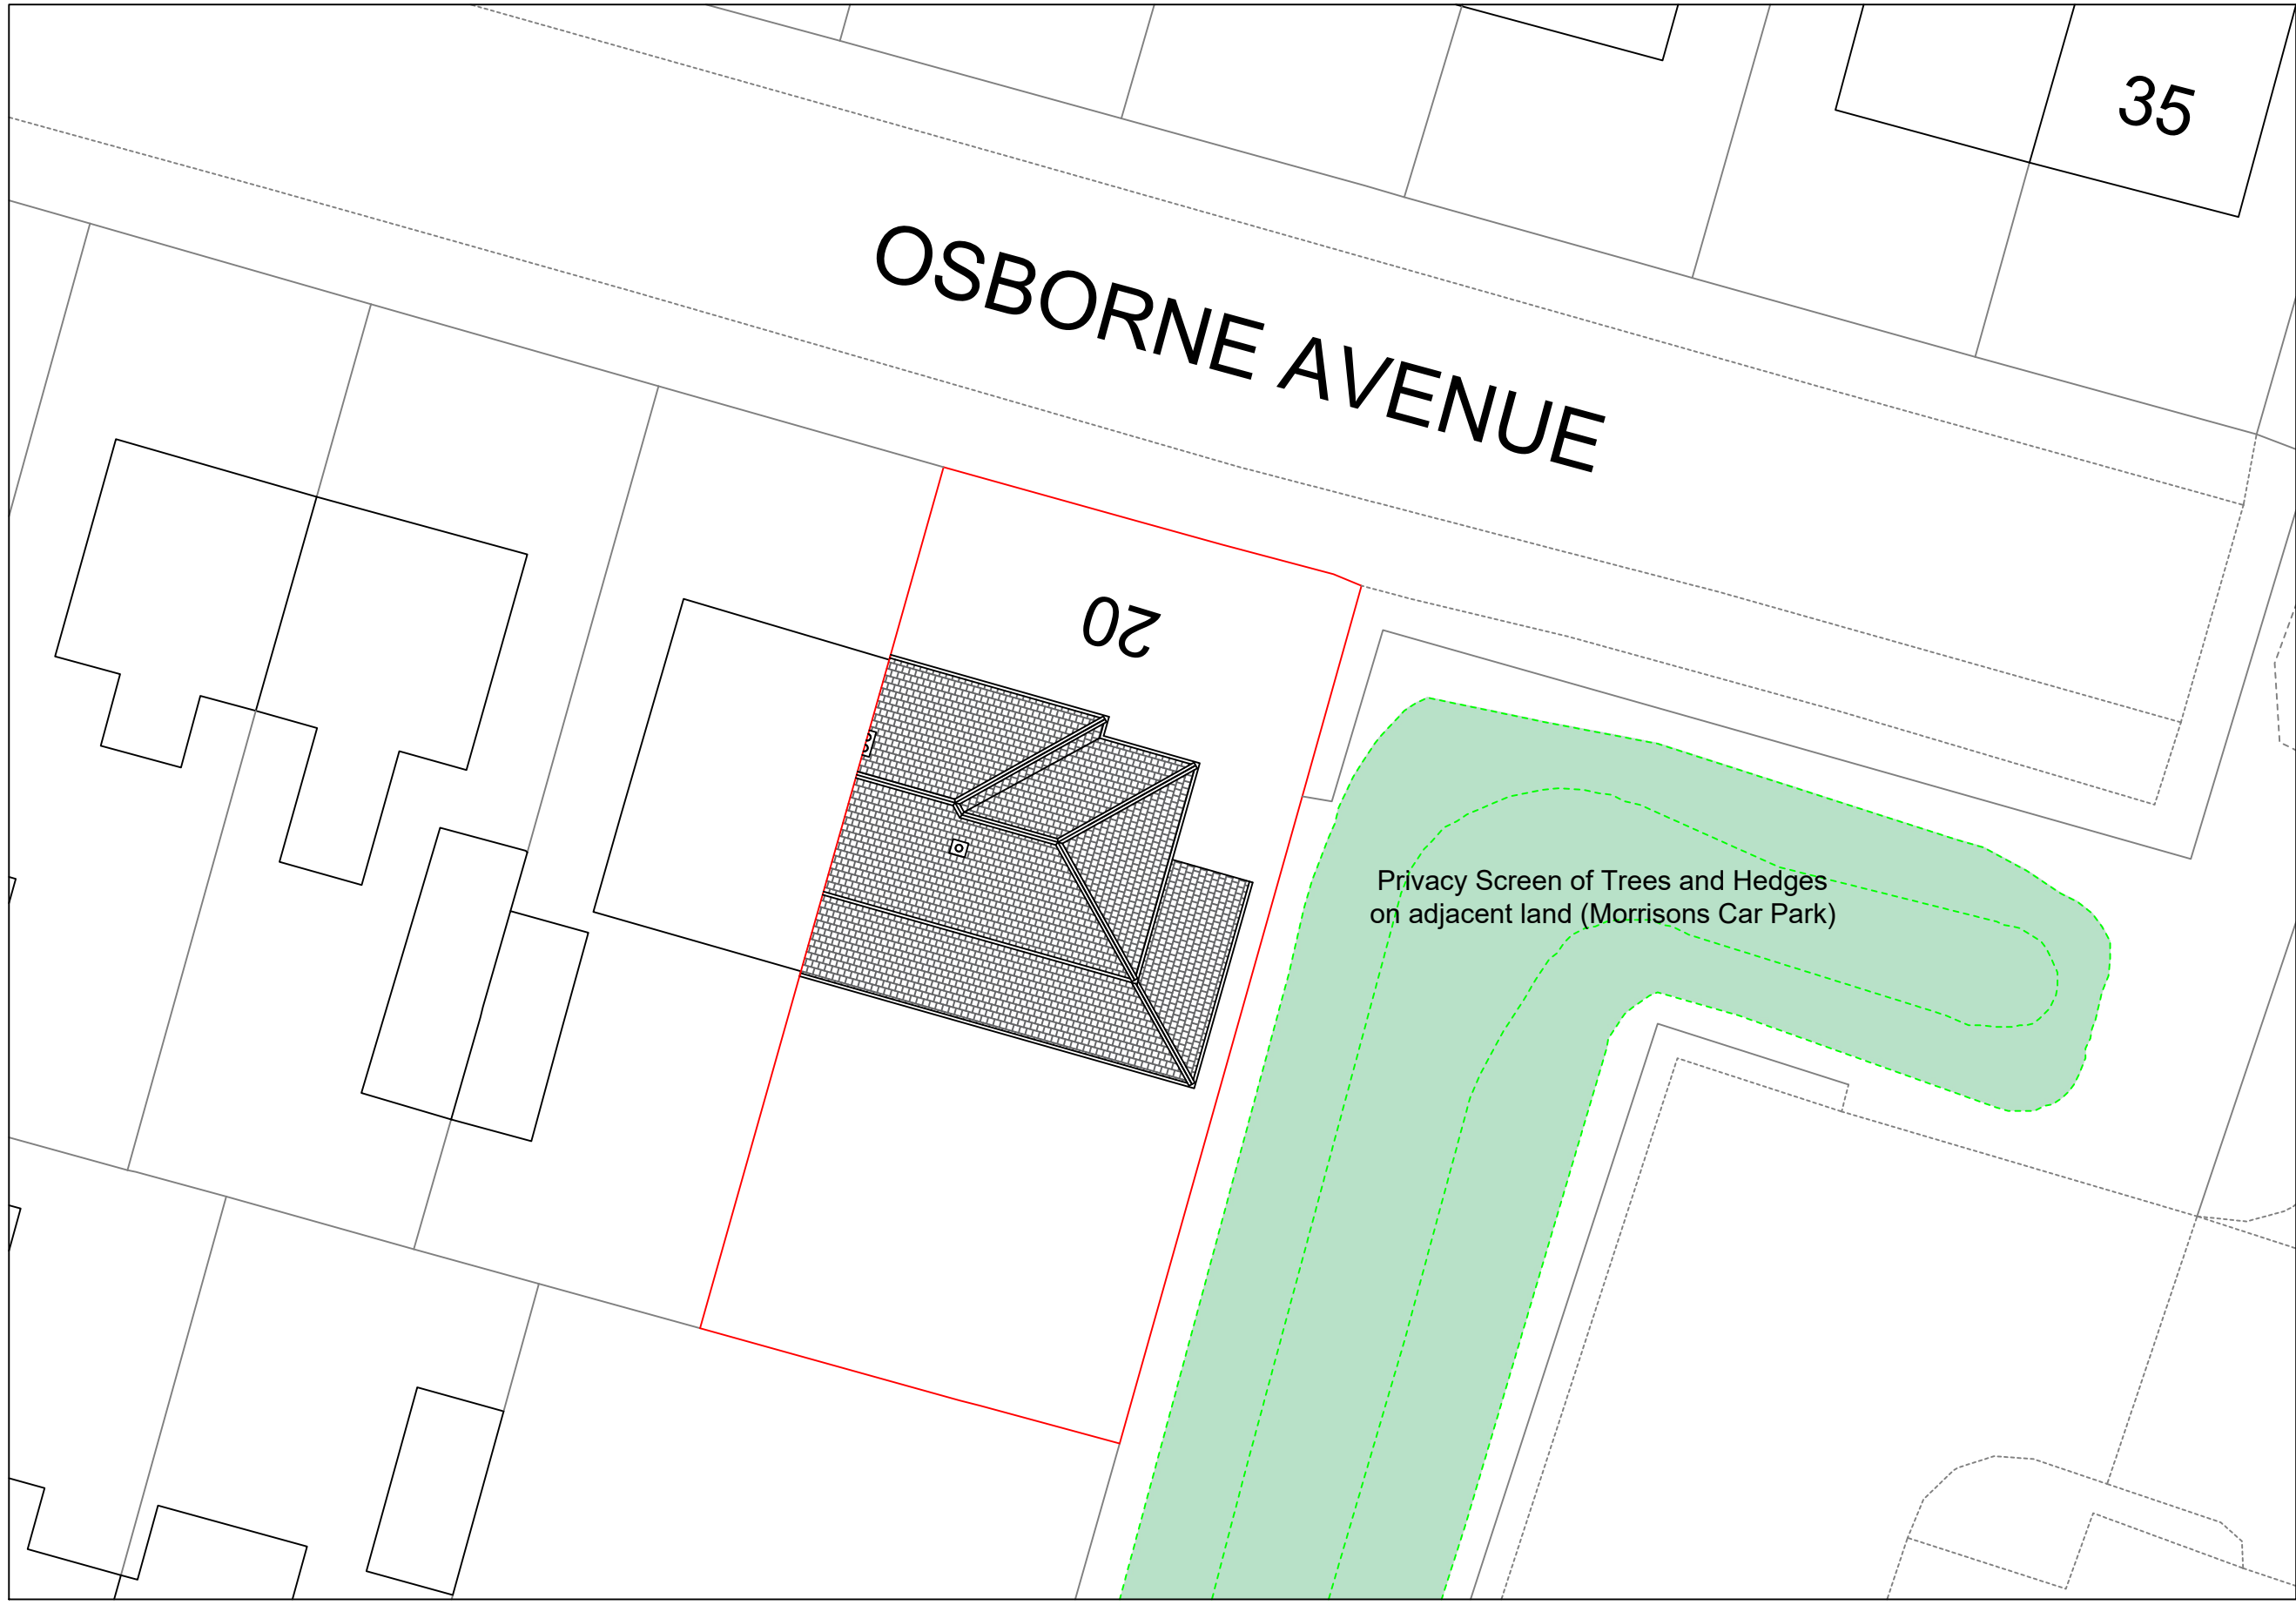 35
OSBORNE AVENUE
20
Privacy Screen of Trees and Hedges
on adjacent land (Morrisons Car Park)